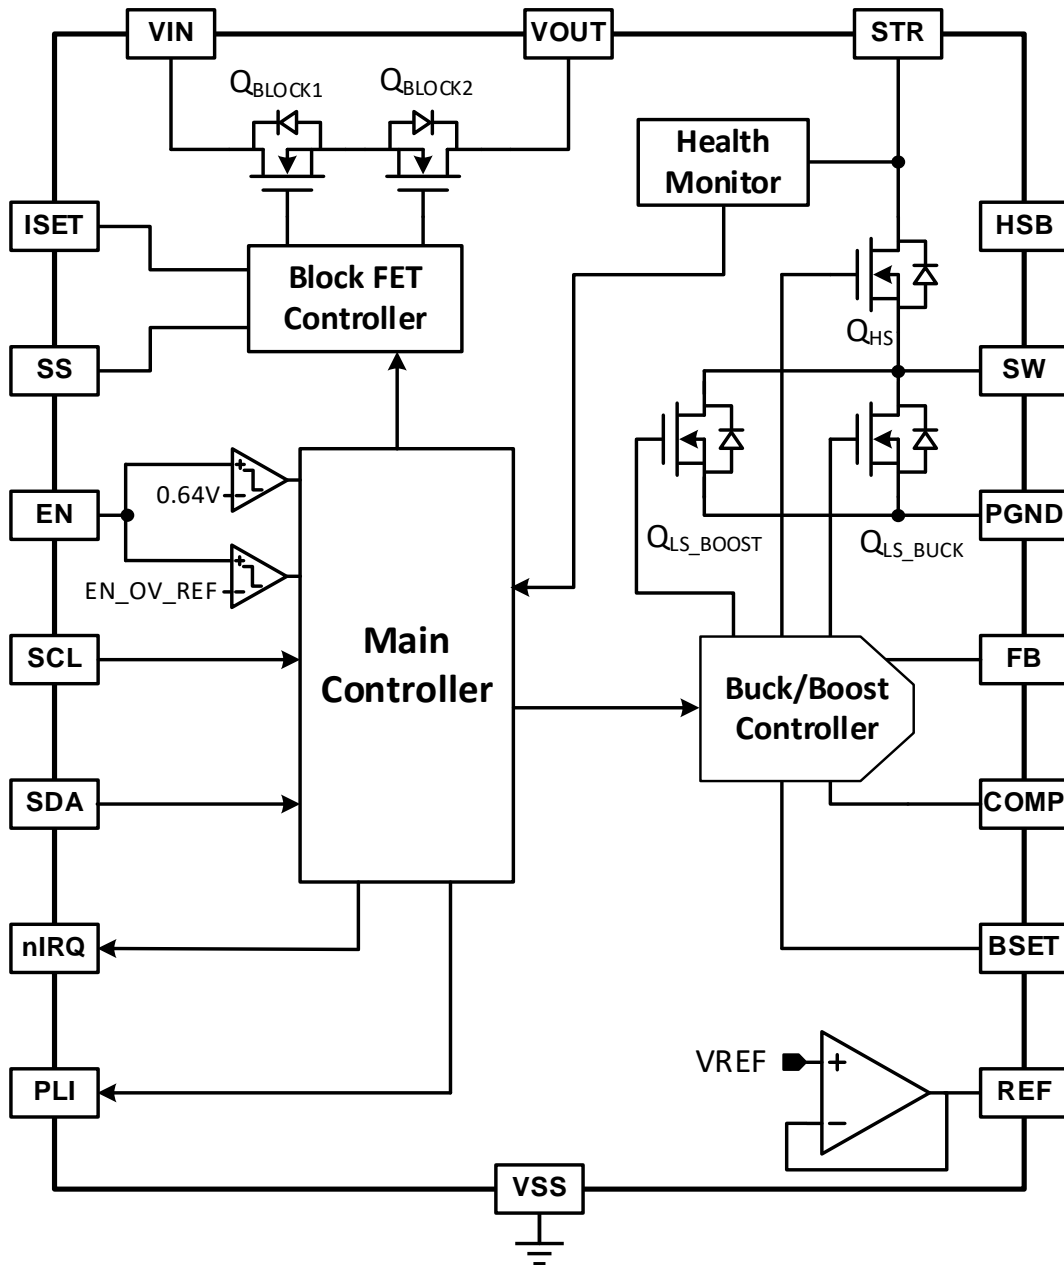 VIN
VOUT
STR
QBLOCK1
QBLOCK2
Health
Monitor
ISET
HSB
Block FET
Controller
QHS
SS
SW
EN
0.64V
PGND
QLS_BOOST
QLS_BUCK
EN_OV_REF
Main
Controller
SCL
FB
Buck/Boost
Controller
SDA
COMP
nIRQ
BSET
VREF
PLI
REF
VSS